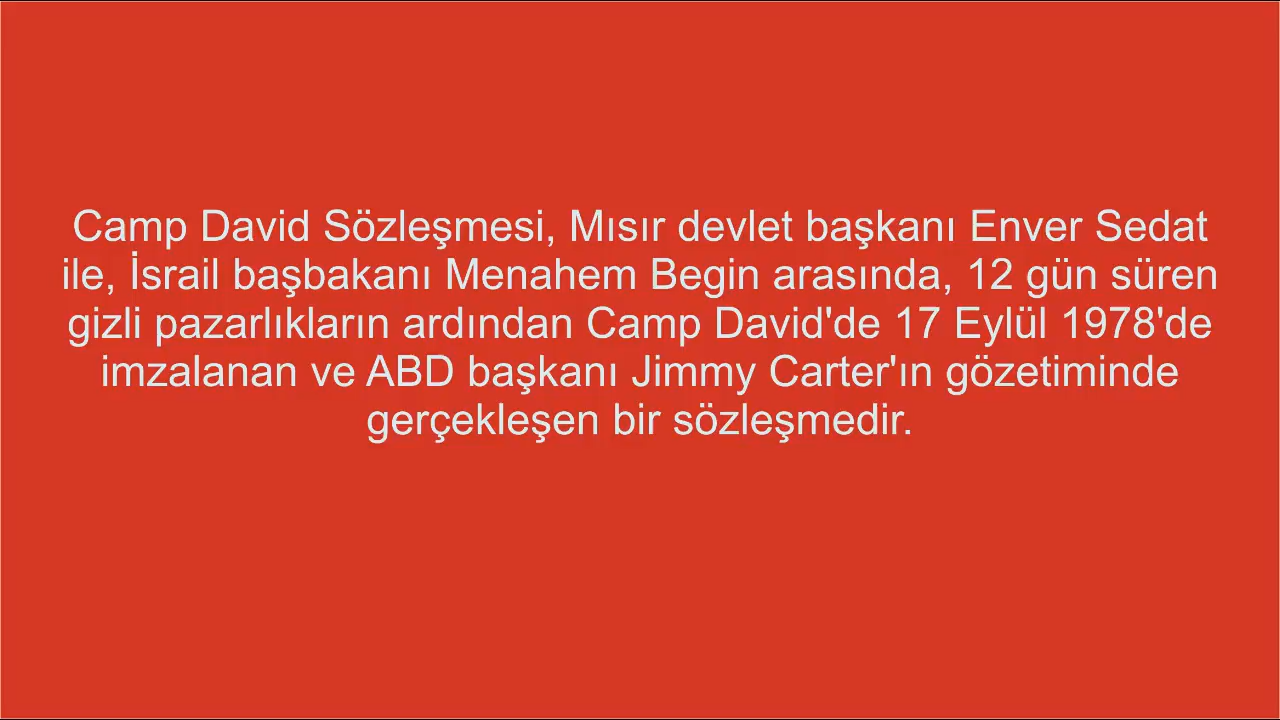 Camp David Sözleşmesi, Mısır devlet başkanı Enver Sedat
ile, İsrail başbakanı Menahem Begin arasında, 12 gün süren
gizli pazarlıkların ardından Camp David'de 17 Eylül 1978'de
imzalanan ve ABD başkanı Jimmy Carter'ın gözetiminde
gerçekleşen bir sözleşmedir.